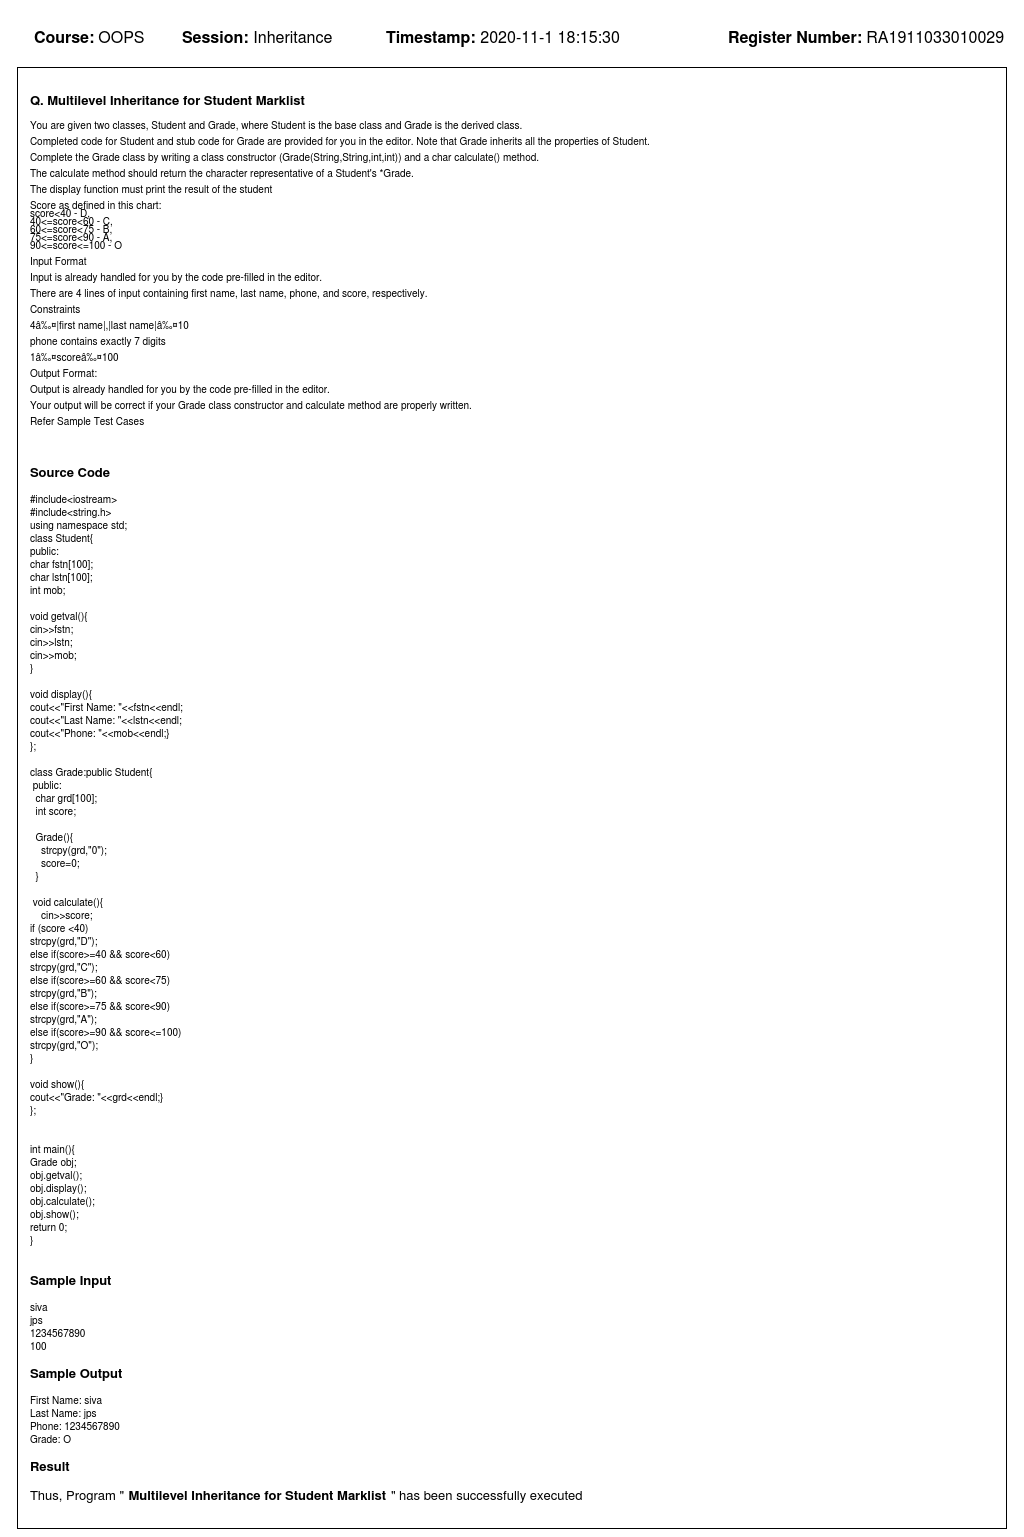 Course: OOPS Session: Inheritance Timestamp: 2020-11-1 18:15:30 Register Number: RA1911033010029
Q. Multilevel Inheritance for Student Marklist
You are given two classes, Student and Grade, where Student is the base class and Grade is the derived class.
Completed code for Student and stub code for Grade are provided for you in the editor. Note that Grade inherits all the properties of Student.
Complete the Grade class by writing a class constructor (Grade(String,String,int,int)) and a char calculate() method.
The calculate method should return the character representative of a Student's *Grade.
The display function must print the result of the student
Score as defined in this chart:
score<40 - D,
40<=score<60 - C,
60<=score<75 - B,
75<=score<90 - A,
90<=score<=100 - O
Input Format
Input is already handled for you by the code pre-filled in the editor.
There are 4 lines of input containing first name, last name, phone, and score, respectively.
Constraints
4â‰¤|first name|,|last name|â‰¤10
phone contains exactly 7 digits
1â‰¤scoreâ‰¤100
Output Format:
Output is already handled for you by the code pre-filled in the editor.
Your output will be correct if your Grade class constructor and calculate method are properly written.
Refer Sample Test Cases
Source Code
#include<iostream>
#include<string.h>
using namespace std;
class Student{
public:
char fstn[100];
char lstn[100];
int mob;
void getval(){
cin>>fstn;
cin>>lstn;
cin>>mob;
}
void display(){
cout<<"First Name: "<<fstn<<endl;
cout<<"Last Name: "<<lstn<<endl;
cout<<"Phone: "<<mob<<endl;}
};
class Grade:public Student{
public:
char grd[100];
int score;
Grade(){
strcpy(grd,"0");
score=0;
}
void calculate(){
cin>>score;
if (score <40)
strcpy(grd,"D");
else if(score>=40 && score<60)
strcpy(grd,"C");
else if(score>=60 && score<75)
strcpy(grd,"B");
else if(score>=75 && score<90)
strcpy(grd,"A");
else if(score>=90 && score<=100)
strcpy(grd,"O");
}
void show(){
cout<<"Grade: "<<grd<<endl;}
};
int main(){
Grade obj;
obj.getval();
obj.display();
obj.calculate();
obj.show();
return 0;
}
Sample Input
siva
jps
1234567890
100
Sample Output
First Name: siva
Last Name: jps
Phone: 1234567890
Grade: O
Result
Thus, Program " Multilevel Inheritance for Student Marklist " has been successfully executed